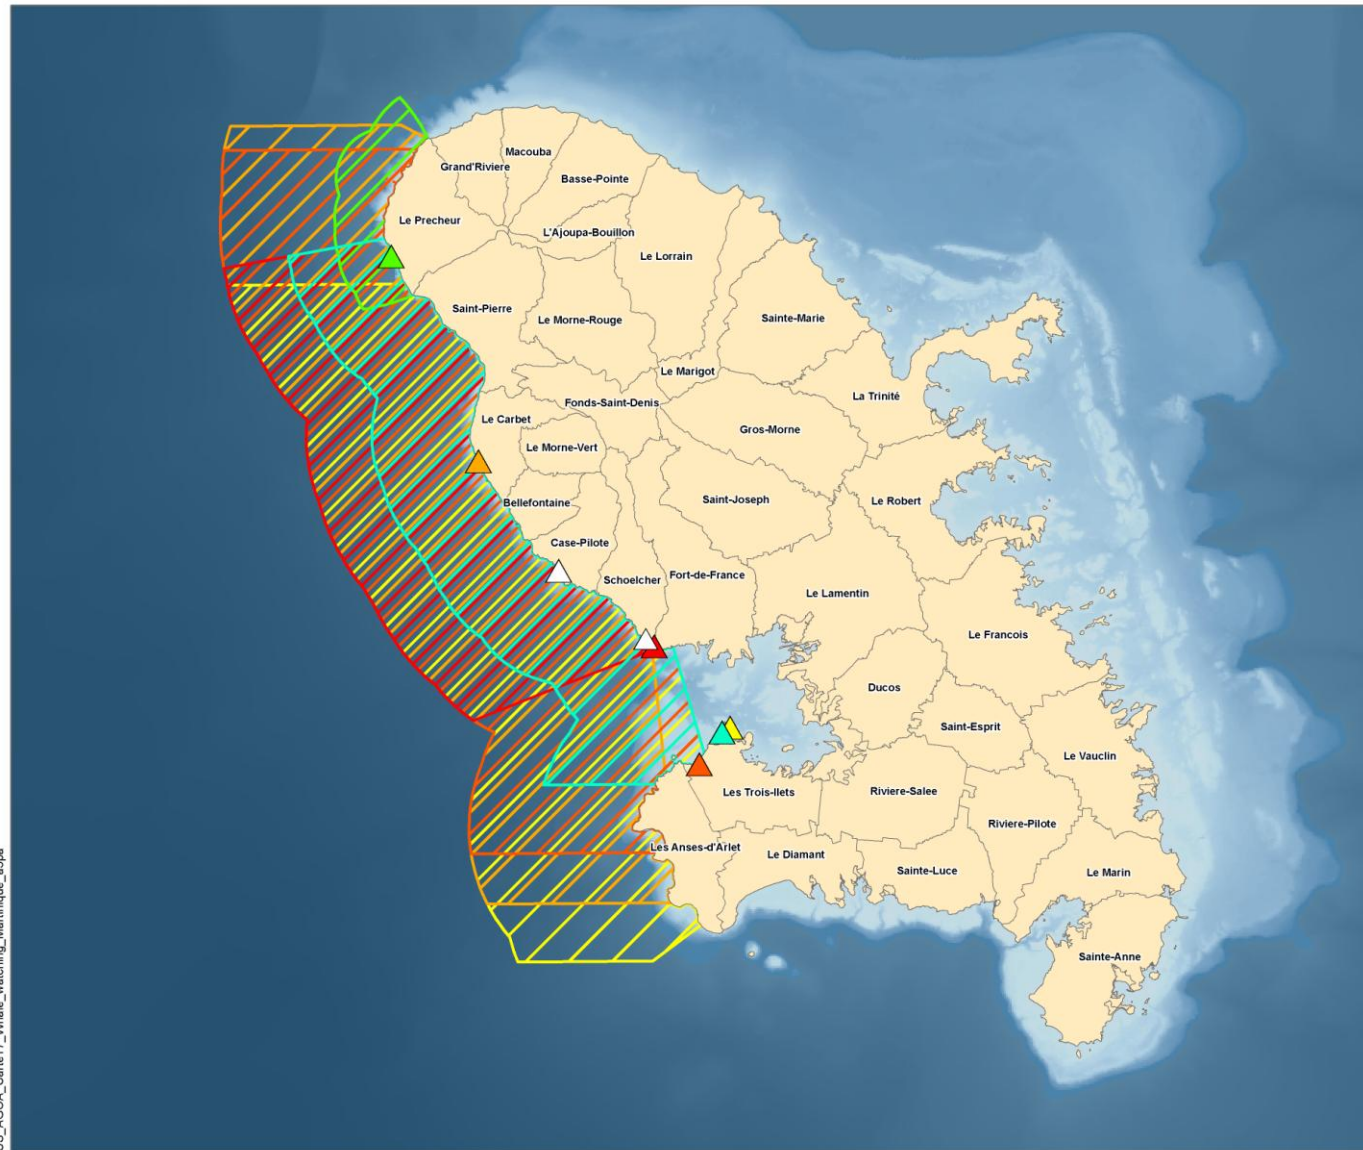 Macouba
Grand'Riviere
Basse-Pointe
Le Precheur
L'Ajoupa-Bouillon
Le Lorrain
Saint-Pierre
Le Morne-Rouge
Sainte-Marie
Le Marigot
La Trinité
Fonds-Saint-Denis
Le Carbet
Gros-Morne
Le Morne-Vert
Saint-Joseph
Le Robert
Bellefontaine
Case-Pilote
Schoelcher
Fort-de-France
Le Lamentin
Le Francois
Ducos
Saint-Esprit
Le Vauclin
Les Trois-Ilets
Riviere-Salee
Riviere-Pilote
Les Anses-d'Arlet
Le Diamant
Sainte-Luce
Le Marin
Sainte-Anne